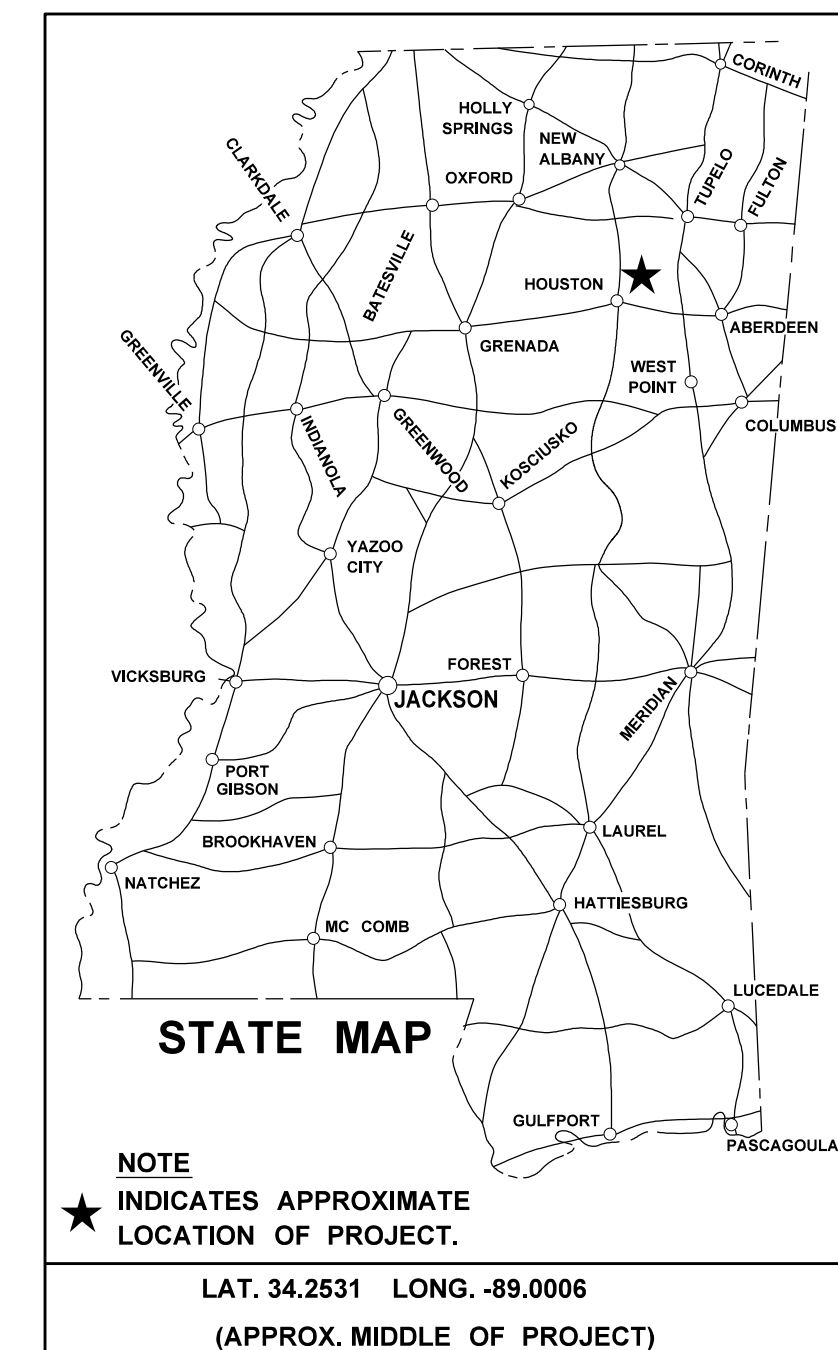 CORINTH
HOLLY
SPRINGS
NEW
ALBANY
CLARKDALE
OXFORD
TUPELO
FULTON
BATESVILLE
HOUSTON
ABERDEEN
GRENADA
GREENVILLE
WEST
POINT
COLUMBUS
INDIANOLA
GREENWOOD
KOSCIUSKO
YAZOO
CITY
VICKSBURG
FOREST
JACKSON
MERIDIAN
PORT
GIBSON
BROOKHAVEN
LAUREL
NATCHEZ
HATTIESBURG
MC COMB
LUCEDALE
STATE MAP
GULFPORT
PASCAGOULA
NOTE
INDICATES APPROXIMATE
LOCATION OF PROJECT.
LAT. 34.2531 LONG. -89.0006
(APPROX. MIDDLE OF PROJECT)